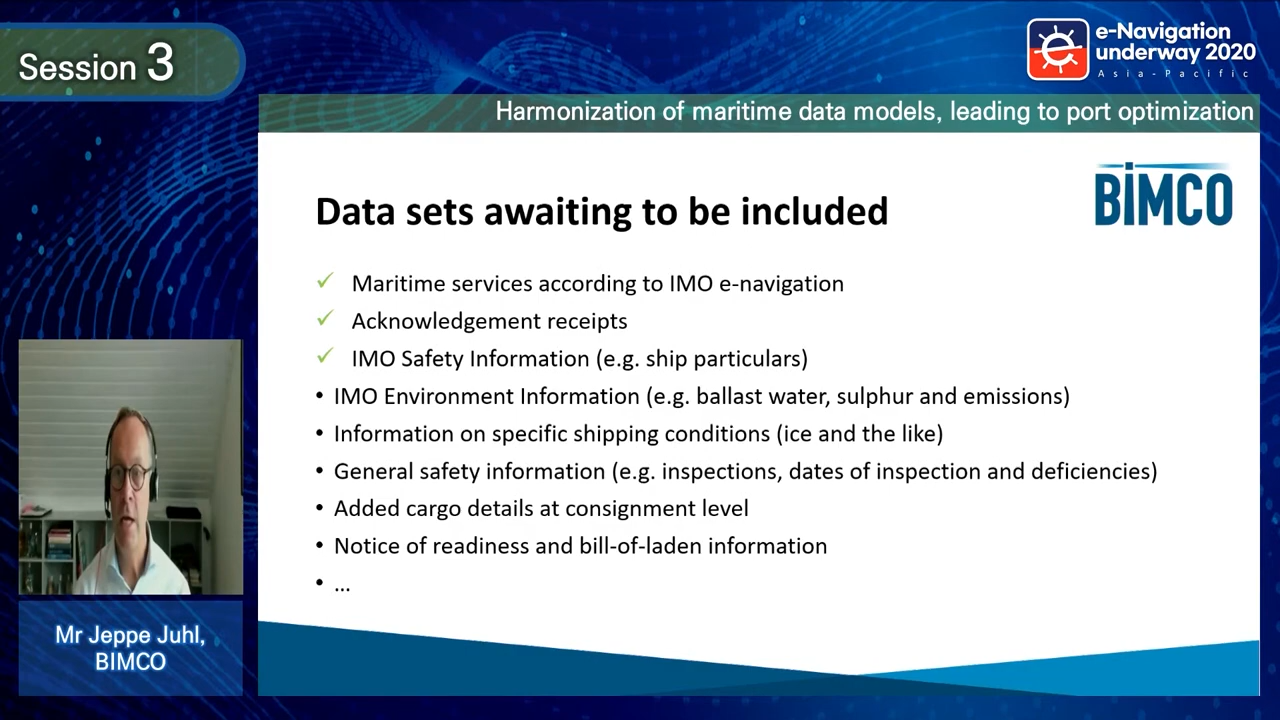 Session 3
e-Navigation
underway 2020
Asia-Pacific
Harmonization of maritime data models, leading to port optimization
BIMCO
Data sets awaiting to be included
✓ Maritime services according to IMO e-navigation
✓ Acknowledgement receipts
✓ IMO Safety Information (e.g. ship particulars)
• IMO Environment Information (e.g. ballast water, sulphur and emissions)
• Information on specific shipping conditions (ice and the like)
• General safety information (e.g. inspections, dates of inspection and deficiencies)
• Added cargo details at consignment level
• Notice of readiness and bill-of-laden information
• ...
Mr Jeppe Juhl,
BIMCO